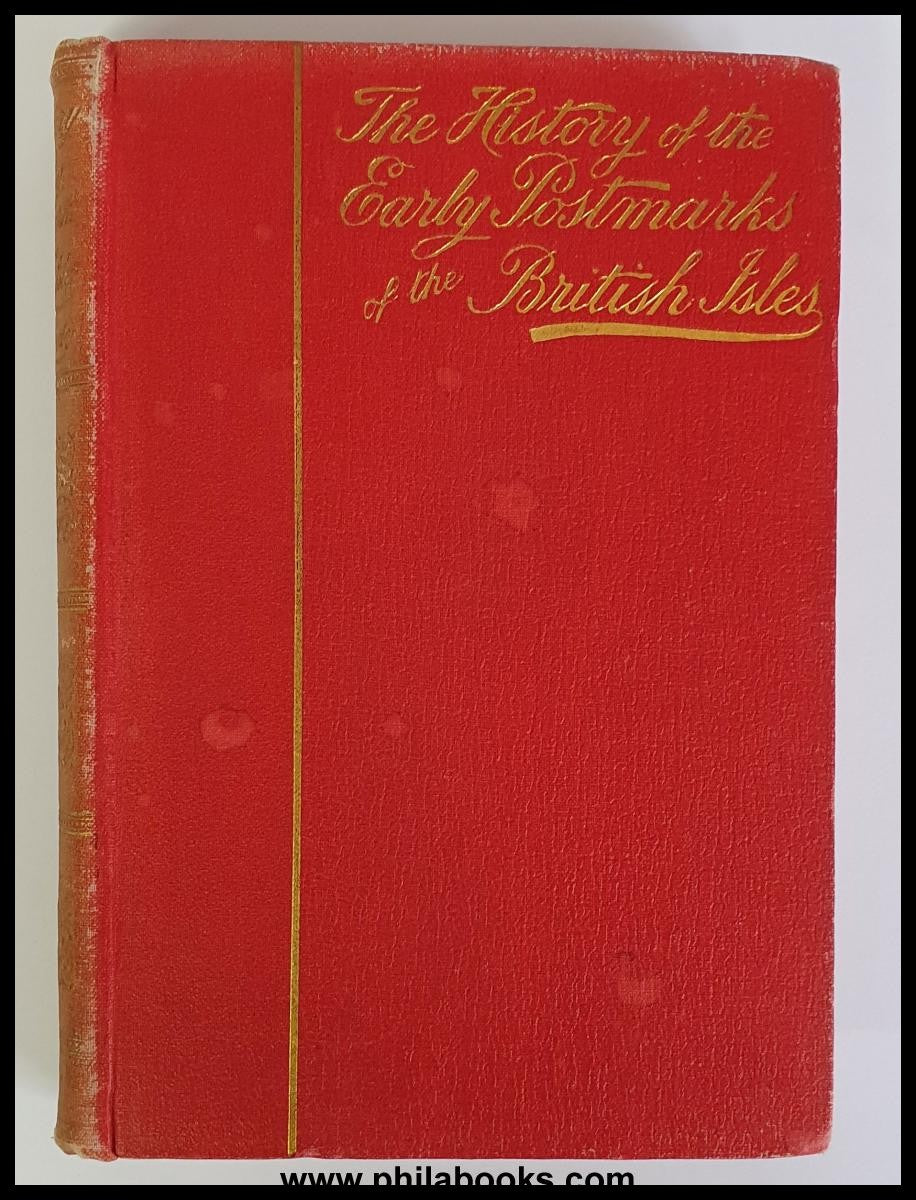 The History of the
Early Postmarks
of the British Isles
www.philabooks.com